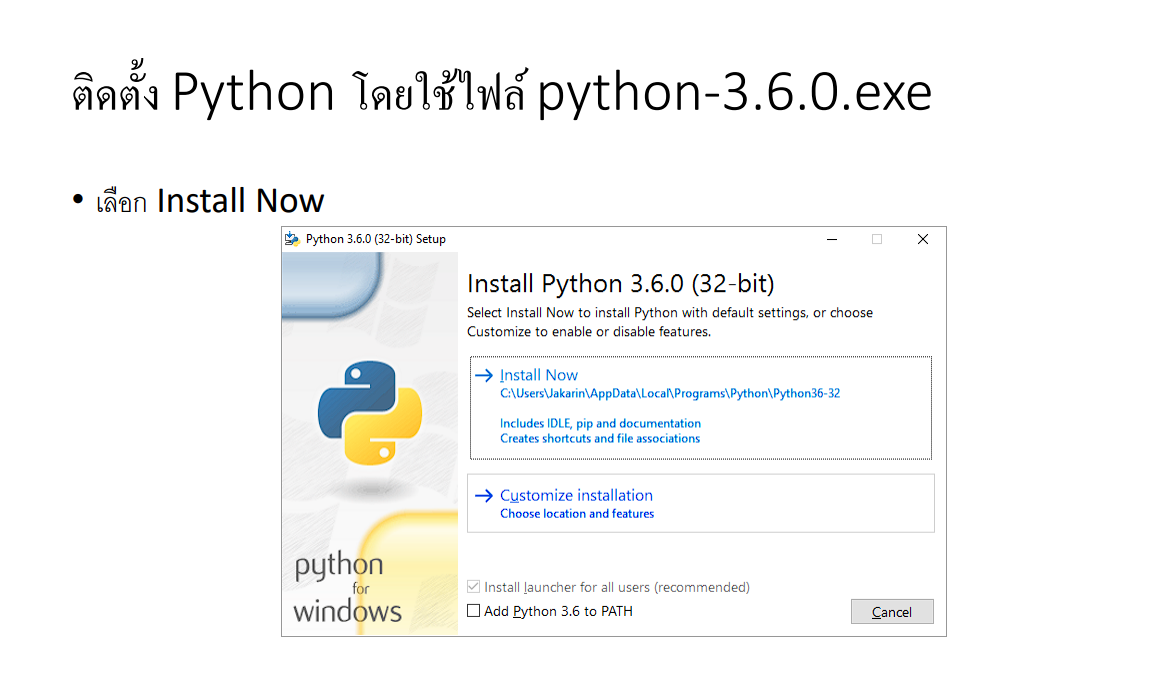 ติดตั้ง Python โดยใช้ไฟล์ python-3.6.0.exe
• เลือก Install Now
Python 3.6.0 (32-bit) Setup
Install Python 3.6.0 (32-bit)
Select Install Now to install Python with default settings, or choose
Customize to enable or disable features.
Install Now
C:\Users\Jakarin\AppData\Local\Programs\Python\Python36-32
Includes IDLE, pip and documentation
Creates shortcuts and file associations
Customize installation
Choose location and features
python
for
windows
Install launcher for all users (recommended)
Add Python 3.6 to PATH
Cancel